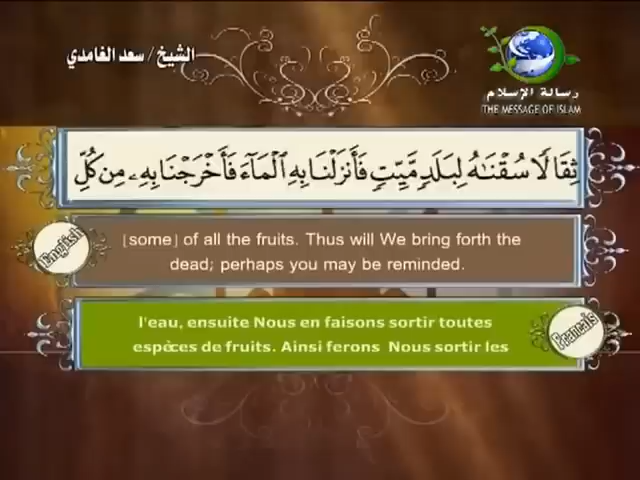 الشيخ / سعد الغامدي
رسالة الإسلام
THE MESSAGE OF ISLAM
ثِقَالًا سُقْنَٰهُ لِبَلَدٍ مَّيِّتٍ فَأَنزَلْنَا بِهِ ٱلْمَآءَ فَأَخْرَجْنَا بِهِۦ مِن كُلِّ
English
[some] of all the fruits. Thus will We bring forth the
dead; perhaps you may be reminded.
l'eau, ensuite Nous en faisons sortir toutes
espèces de fruits. Ainsi ferons Nous sortir les
Francais